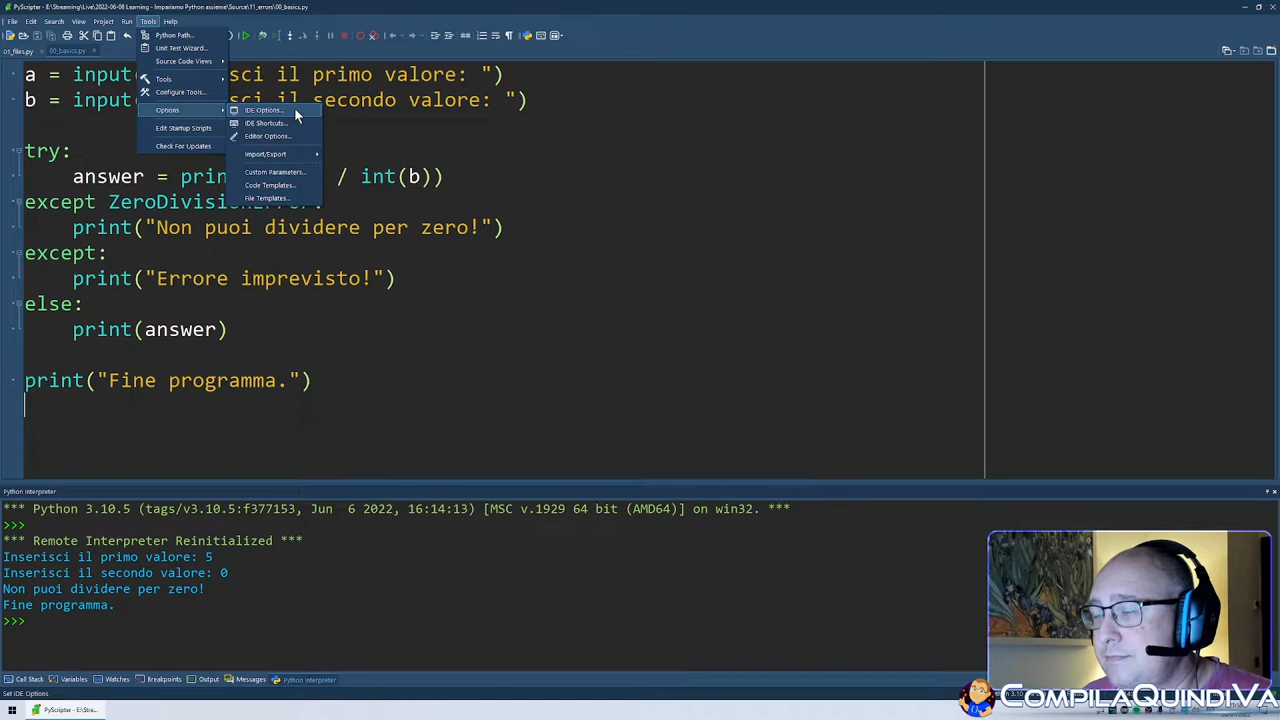 PyScripter - E:\Streaming\Live\2022-06-08 Learning - Impariamo Python assieme\Source\11_errors\00_basics.py
File Edit Search View Project Run Tools Help
01_files.py 00_basics.py
Python Path...
Unit Test Wizard...
Source Code Views
Tools
Configure Tools...
Options
Edit Startup Scripts
Check For Updates
IDE Options...
IDE Shortcuts...
Editor Options...
Import/Export
Custom Parameters...
Code Templates...
File Templates...
a = input sci il primo valore: ")
b = input sci il secondo valore: ")
try:
answer = prin / int(b))
except ZeroDivis
print("Non puoi dividere per zero!")
except:
print("Errore imprevisto!")
else:
print(answer)
print("Fine programma.")
Python Interpreter
*** Python 3.10.5 (tags/v3.10.5:f377153, Jun  6 2022, 16:14:13) [MSC v.1929 64 bit (AMD64)] on win32. ***
>>>
*** Remote Interpreter Reinitialized ***
Inserisci il primo valore: 5
Inserisci il secondo valore: 0
Non puoi dividere per zero!
Fine programma.
>>>
Call Stack Variables Watches Breakpoints Output Messages Python Interpreter
Set IDE Options
PyScripter - E:\Stre...
CompilaQuindiVa